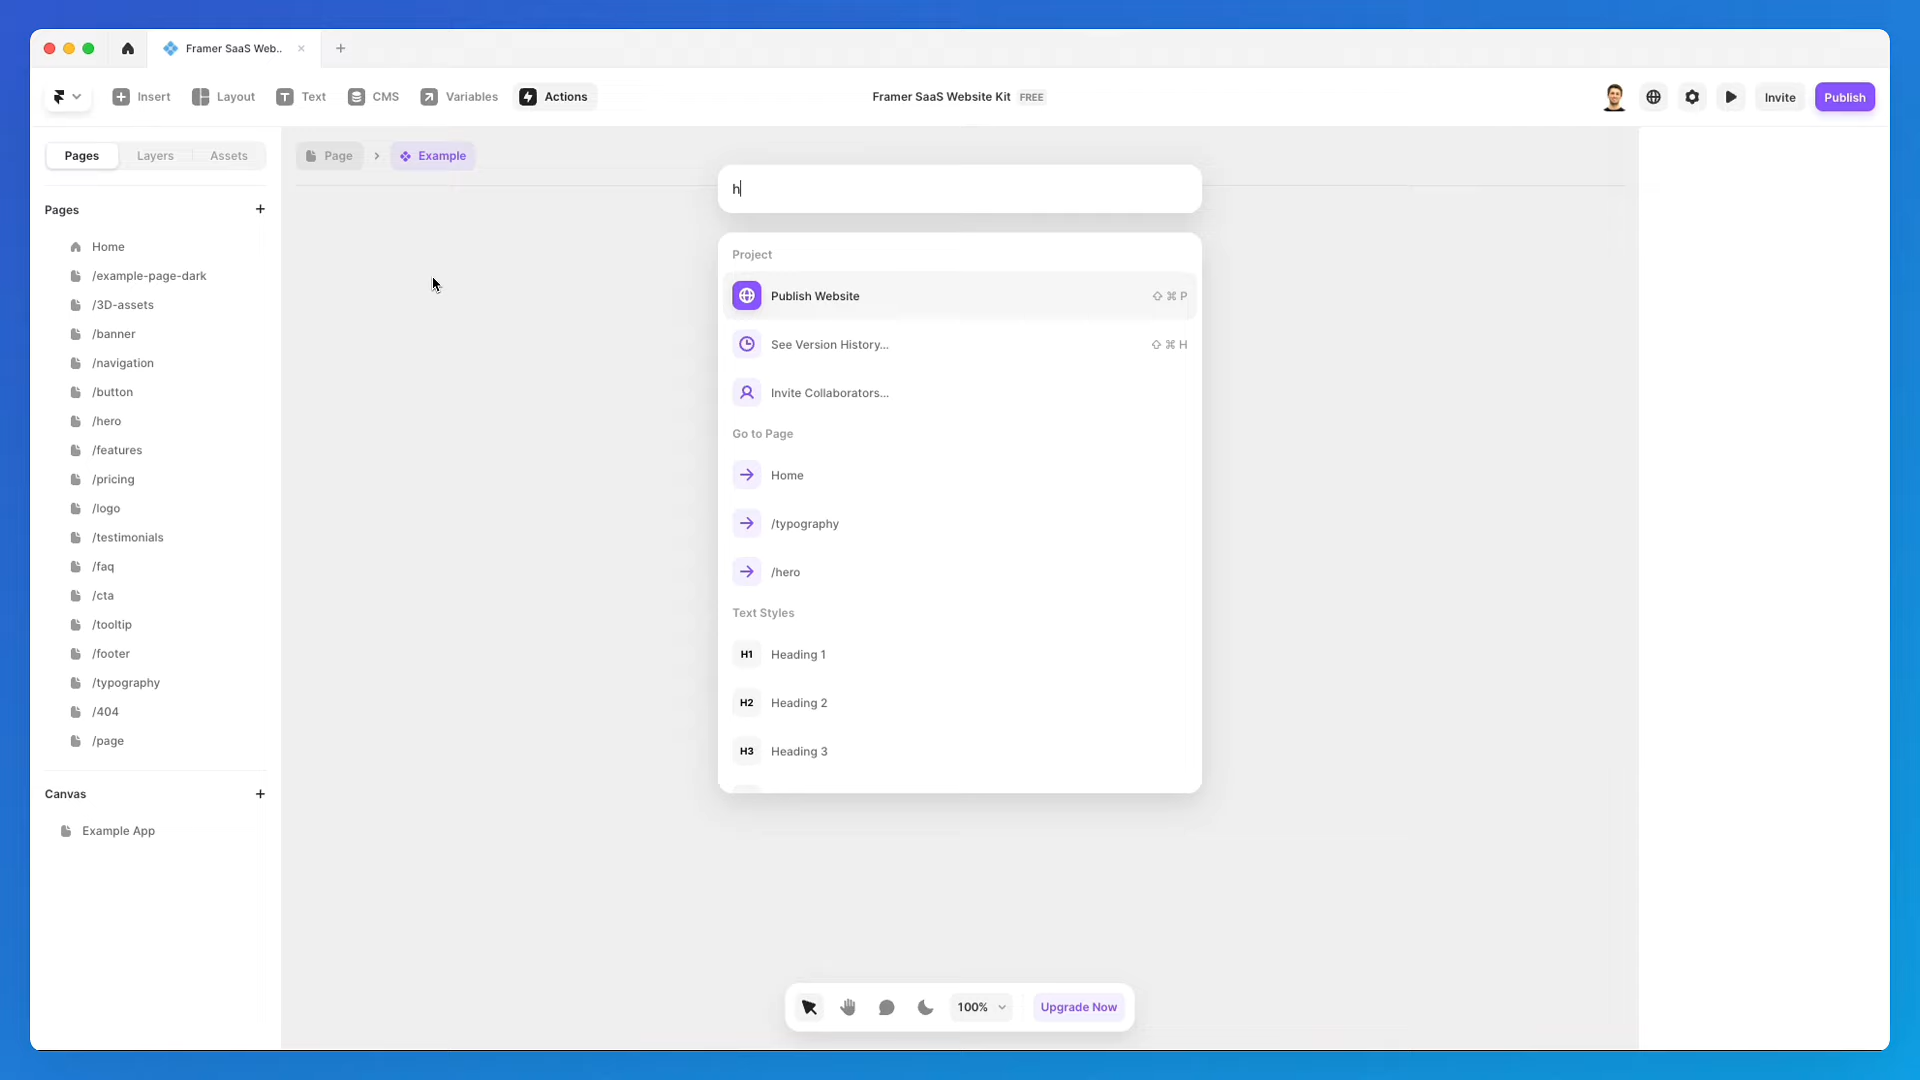 Framer SaaS Web..
Insert
Layout
Text
CMS
Variables
Actions
Framer SaaS Website Kit FREE
Invite
Publish
Pages
Layers
Assets
Page
Example
Pages
Home
/example-page-dark
/3D-assets
/banner
/navigation
/button
/hero
/features
/pricing
/logo
/testimonials
/faq
/cta
/tooltip
/footer
/typography
/404
/page
Canvas
Example App
h
Project
Publish Website ⇧ ⌘ P
See Version History… ⇧ ⌘ H
Invite Collaborators…
Go to Page
Home
/typography
/hero
Text Styles
H1 Heading 1
H2 Heading 2
H3 Heading 3
100%
Upgrade Now